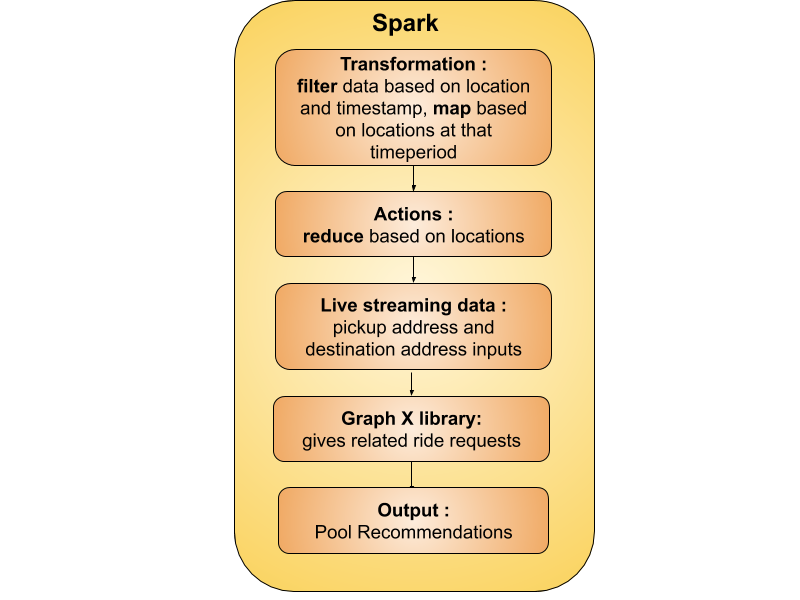 Spark
Transformation :
filter data based on location
and timestamp, map based
on locations at that
timeperiod
Actions :
reduce based on locations
Live streaming data :
pickup address and
destination address inputs
Graph X library:
gives related ride requests
Output :
Pool Recommendations